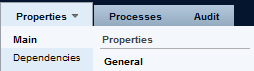 Properties Processes Audit
Main Properties
Dependencies General